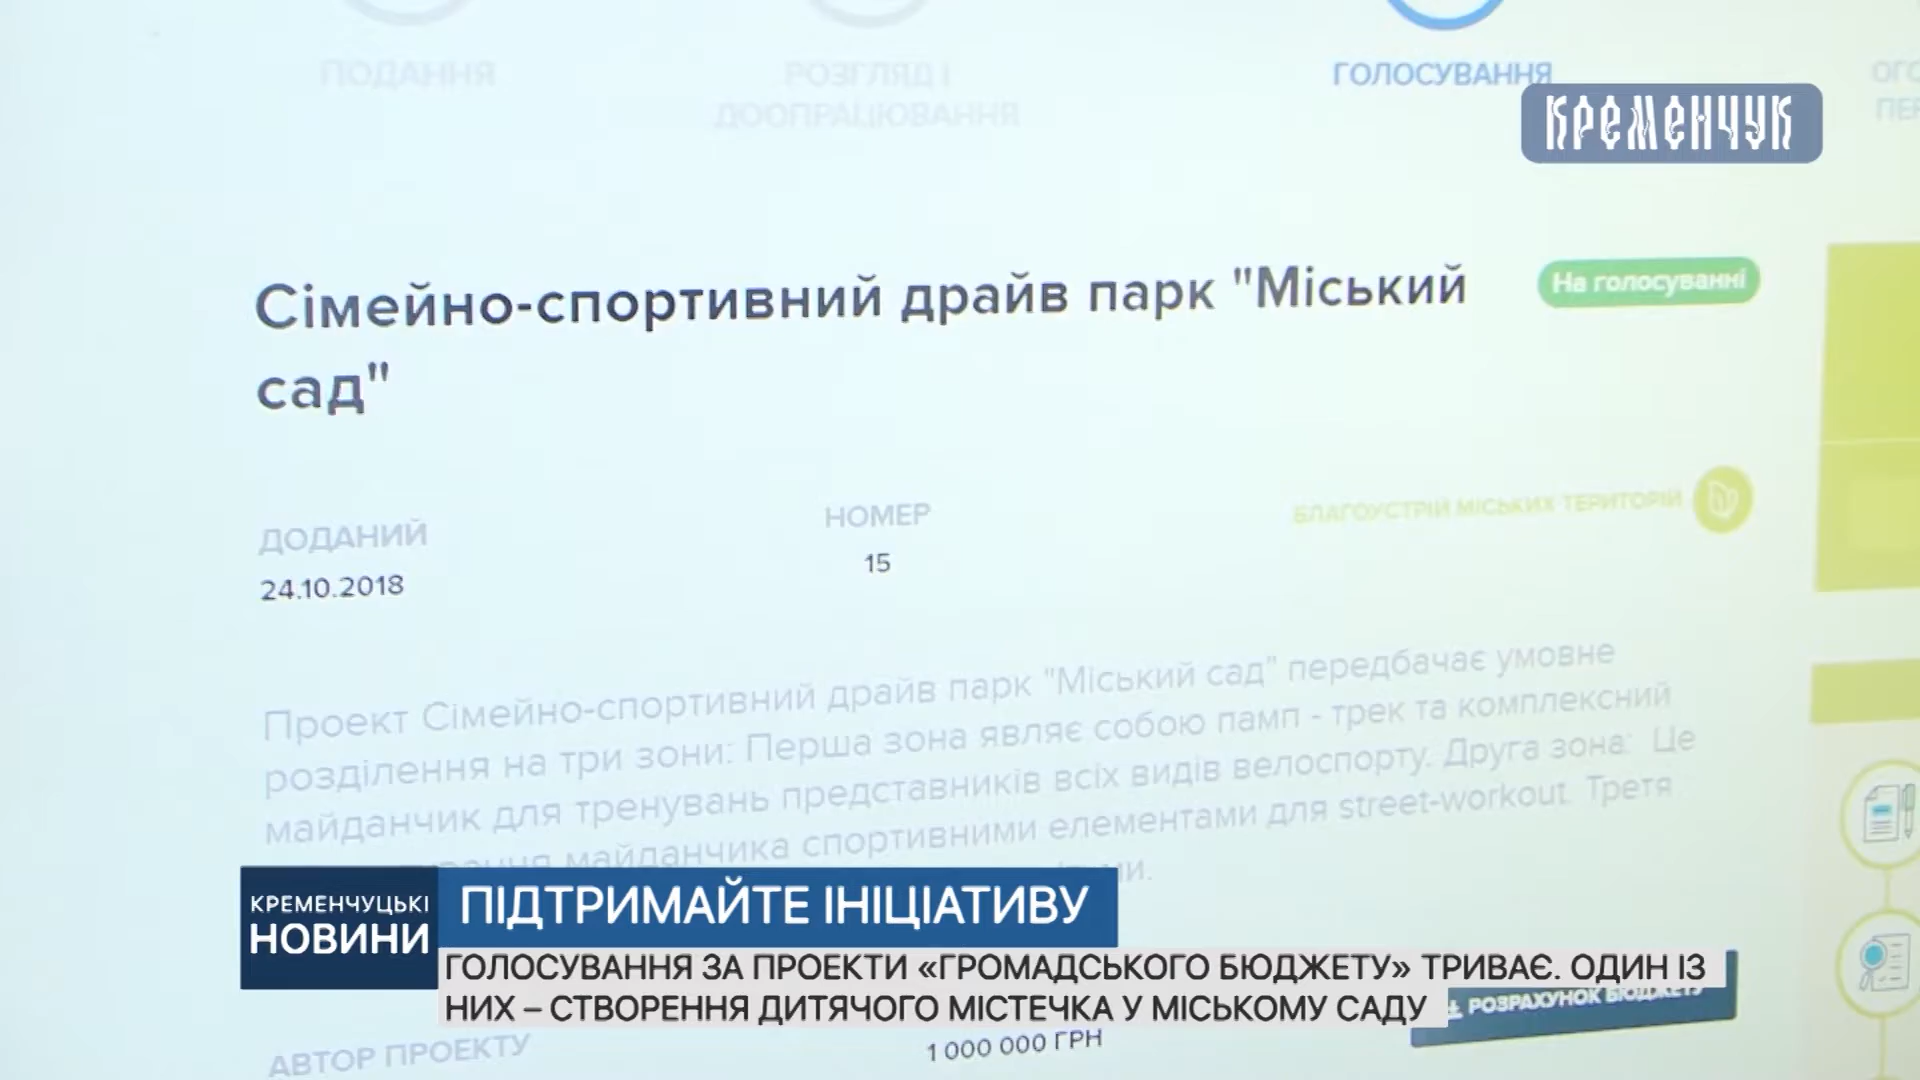 ПОДАННЯ
РОЗГЛЯД І
ДООПРАЦЮВАННЯ
ГОЛОСУВАННЯ
КРЕМЕНЧУК
Сімейно-спортивний драйв парк "Міський
сад"
На голосуванні
ДОДАНИЙ
24.10.2018
НОМЕР
15
БЛАГОУСТРІЙ МІСЬКИХ ТЕРИТОРІЙ
Проект Сімейно-спортивний драйв парк "Міський сад" передбачає умовне
розділення на три зони: Перша зона являє собою памп - трек та комплексний
майданчик для тренувань представників всіх видів велоспорту. Друга зона: Це
майданчика спортивними елементами для street-workout. Третя
КРЕМЕНЧУЦЬКІ
НОВИНИ
ПІДТРИМАЙТЕ ІНІЦІАТИВУ
ГОЛОСУВАННЯ ЗА ПРОЕКТИ «ГРОМАДСЬКОГО БЮДЖЕТУ» ТРИВАЄ. ОДИН ІЗ
НИХ – СТВОРЕННЯ ДИТЯЧОГО МІСТЕЧКА У МІСЬКОМУ САДУ
РОЗРАХУНОК БЮДЖЕТУ
АВТОР ПРОЕКТУ
1 000 000 ГРН